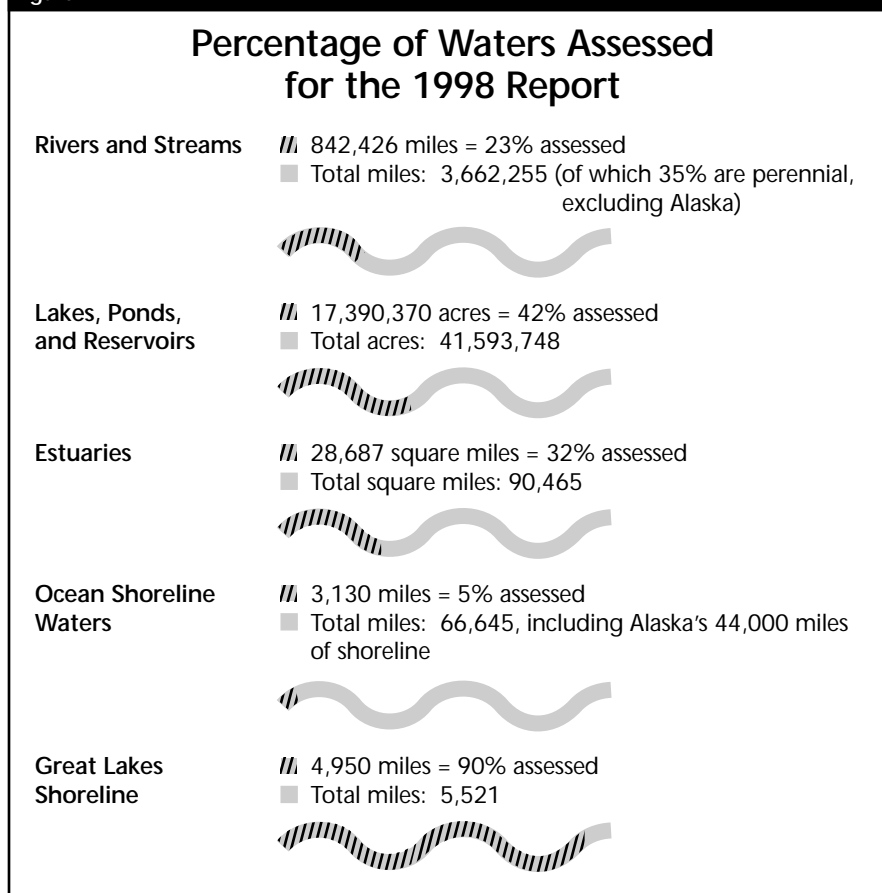 Percentage of Waters Assessed
for the 1998 Report
Rivers and Streams
842,426 miles = 23% assessed
Total miles: 3,662,255 (of which 35% are perennial,
excluding Alaska)
Lakes, Ponds,
and Reservoirs
17,390,370 acres = 42% assessed
Total acres: 41,593,748
Estuaries
28,687 square miles = 32% assessed
Total square miles: 90,465
Ocean Shoreline
Waters
3,130 miles = 5% assessed
Total miles: 66,645, including Alaska's 44,000 miles
of shoreline
Great Lakes
Shoreline
4,950 miles = 90% assessed
Total miles: 5,521